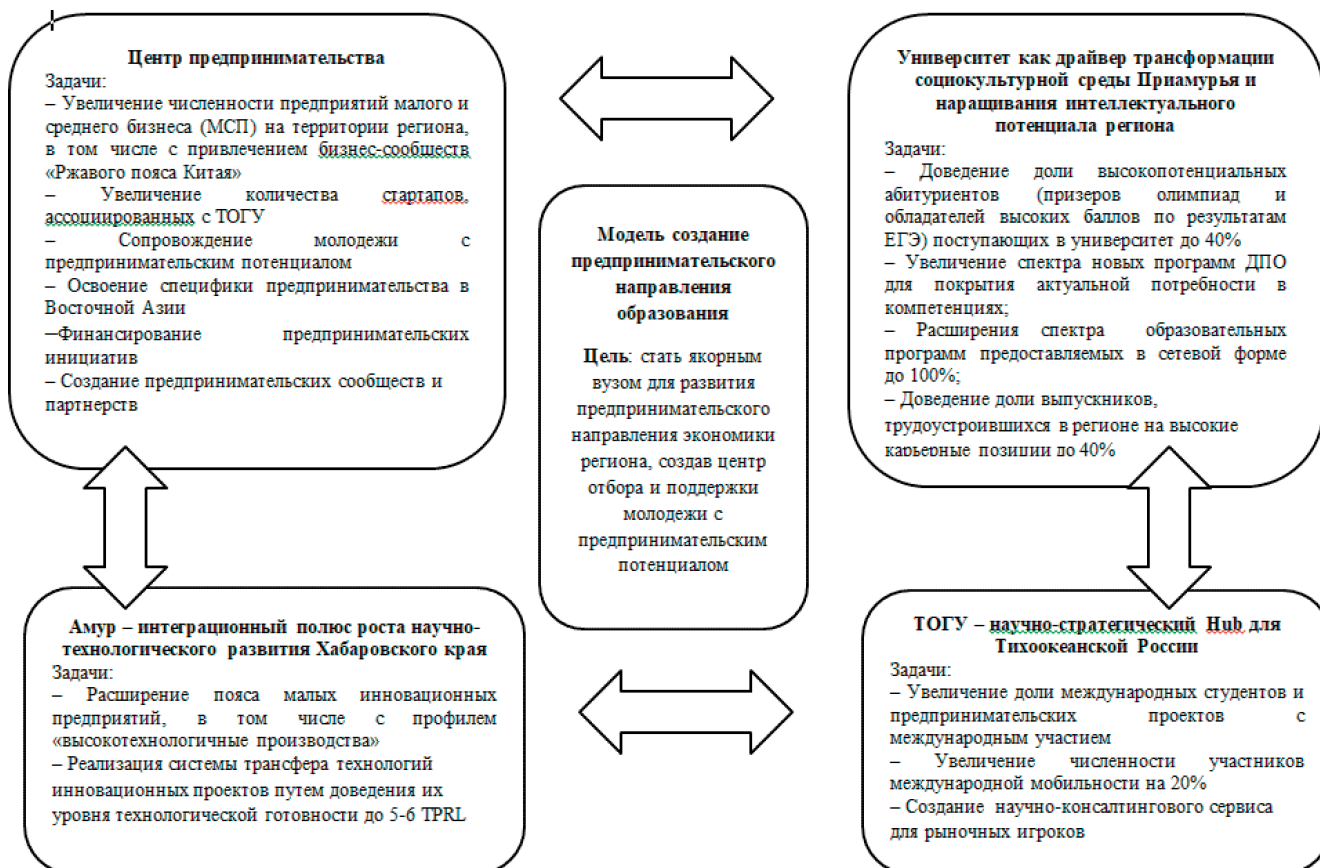 Центр предпринимательства
Задачи:
– Увеличение численности предприятий малого и
среднего бизнеса (МСП) на территории региона,
в том числе с привлечением бизнес-сообществ
«Ржавого пояса Китая»
– Увеличение количества стартапов,
ассоциированных с ТОГУ
– Сопровождение молодежи с
предпринимательским потенциалом
– Освоение специфики предпринимательства в
Восточной Азии
–Финансирование предпринимательских
инициатив
– Создание предпринимательских сообществ и
партнерств
Университет как драйвер трансформации
социокультурной среды Приамурья и
наращивания интеллектуального
потенциала региона
Задачи:
– Доведение доли высокопотенциальных
абитуриентов (призеров олимпиад и
обладателей высоких баллов по результатам
ЕГЭ) поступающих в университет до 40%
– Увеличение спектра новых программ ДПО
для покрытия актуальной потребности в
компетенциях;
– Расширения спектра образовательных
программ предоставляемых в сетевой форме
до 100%;
– Доведение доли выпускников,
трудоустроившихся в регионе на высокие
карьерные позиции до 40%
Модель создание
предпринимательского
направления
образования
Цель: стать якорным
вузом для развития
предпринимательского
направления экономики
региона, создав центр
отбора и поддержки
молодежи с
предпринимательским
потенциалом
Амур – интеграционный полюс роста научно-
технологического развития Хабаровского края
Задачи:
– Расширение пояса малых инновационных
предприятий, в том числе с профилем
«высокотехнологичные производства»
– Реализация системы трансфера технологий
инновационных проектов путем доведения их
уровня технологической готовности до 5-6 TPRL
ТОГУ – научно-стратегический Hub для
Тихоокеанской России
Задачи:
– Увеличение доли международных студентов и
предпринимательских проектов с
международным участием
– Увеличение численности участников
международной мобильности на 20%
– Создание научно-консалтингового сервиса
для рыночных игроков